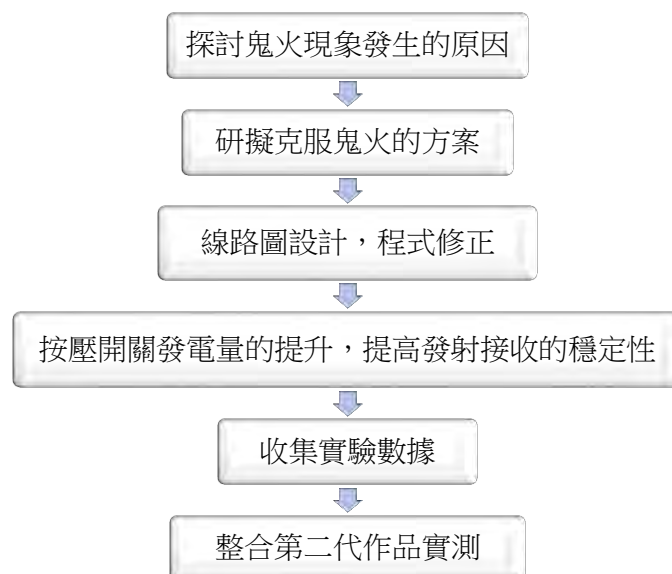 探討鬼火現象發生的原因
研擬克服鬼火的方案
線路圖設計，程式修正
按壓開關發電量的提升，提高發射接收的穩定性
收集實驗數據
整合第二代作品實測